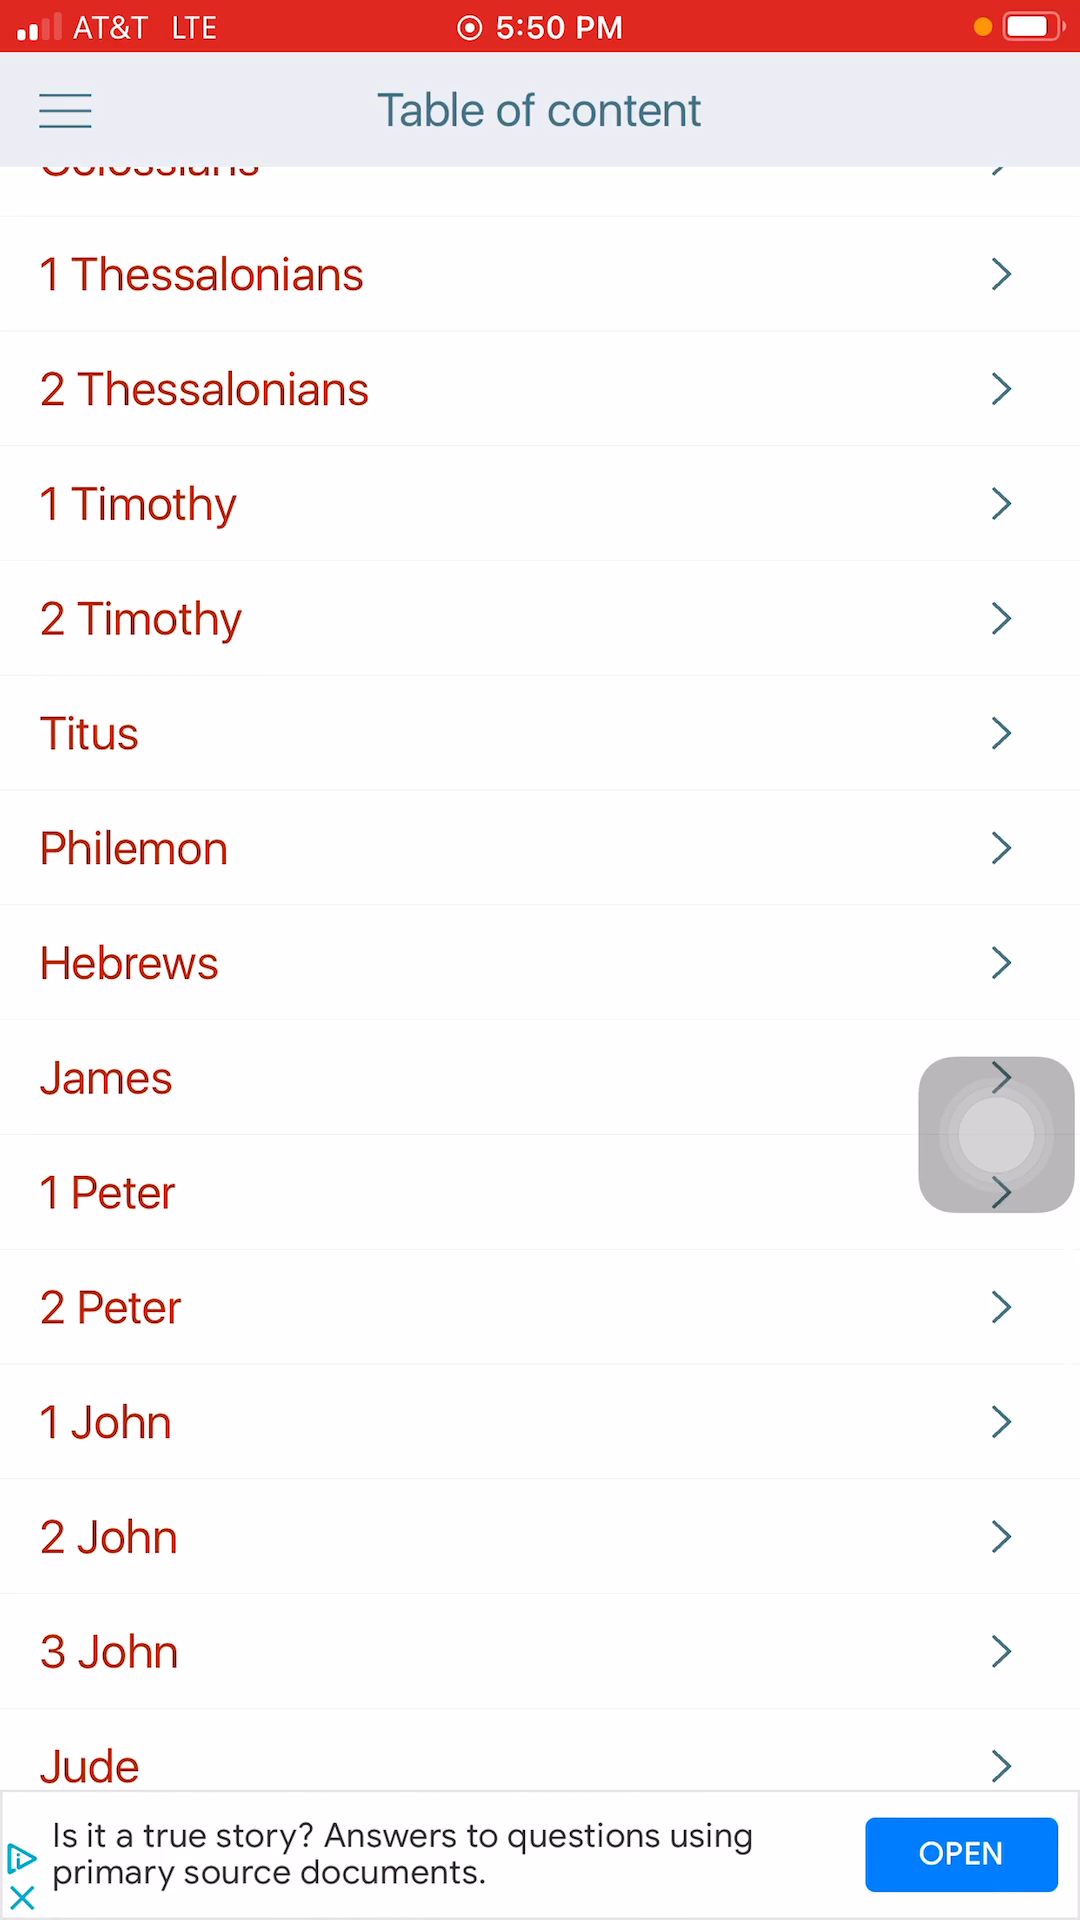 AT&T LTE 5:50 PM
Table of content
Colossians
1 Thessalonians
2 Thessalonians
1 Timothy
2 Timothy
Titus
Philemon
Hebrews
James
1 Peter
2 Peter
1 John
2 John
3 John
Jude
Is it a true story? Answers to questions using
primary source documents.
OPEN